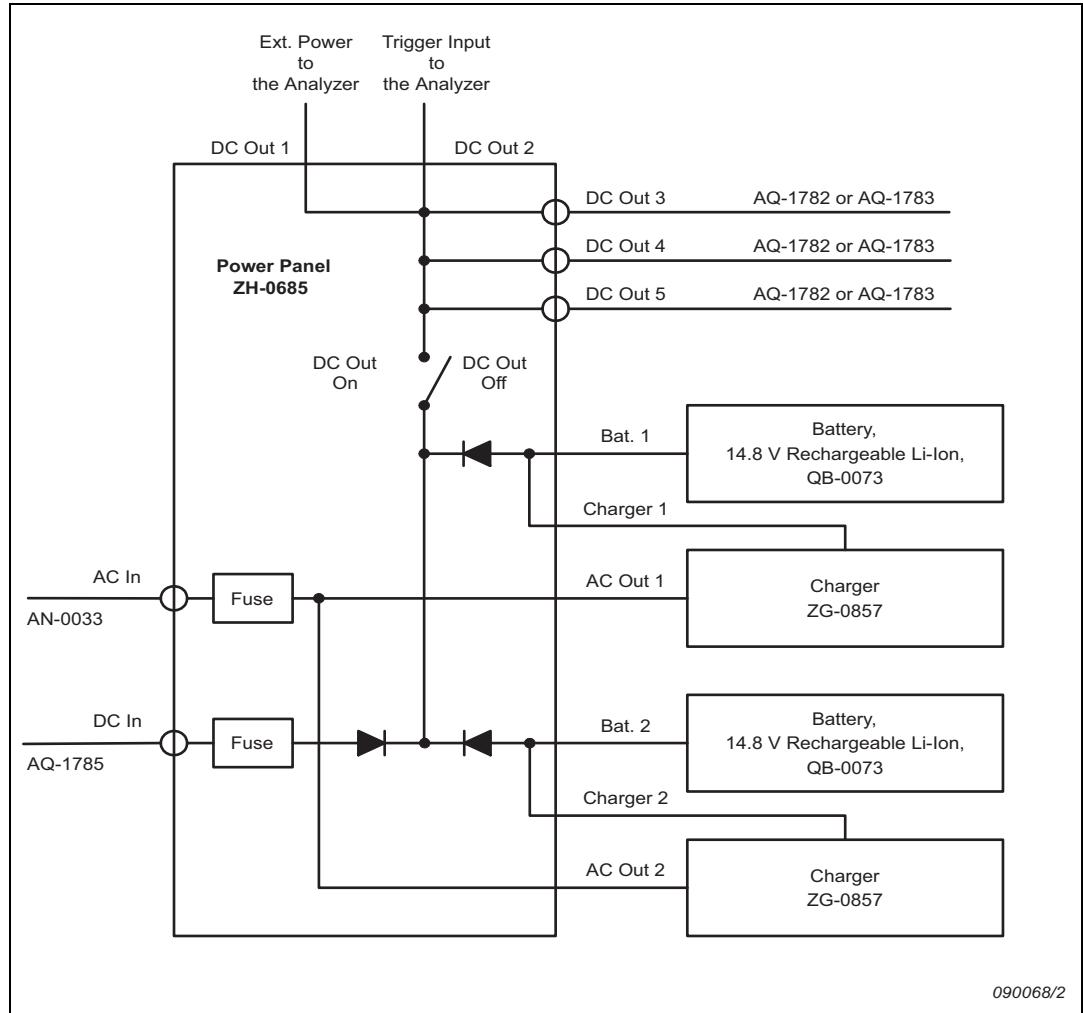 Ext. Power
to
the Analyzer
Trigger Input
to
the Analyzer
DC Out 1
DC Out 2
DC Out 3
AQ-1782 or AQ-1783
Power Panel
ZH-0685
DC Out 4
AQ-1782 or AQ-1783
DC Out 5
AQ-1782 or AQ-1783
DC Out
On
DC Out
Off
Bat. 1
Battery,
14.8 V Rechargeable Li-Ion,
QB-0073
Charger 1
AC In
AN-0033
Fuse
AC Out 1
Charger
ZG-0857
DC In
AQ-1785
Fuse
Bat. 2
Battery,
14.8 V Rechargeable Li-Ion,
QB-0073
Charger 2
AC Out 2
Charger
ZG-0857
090068/2